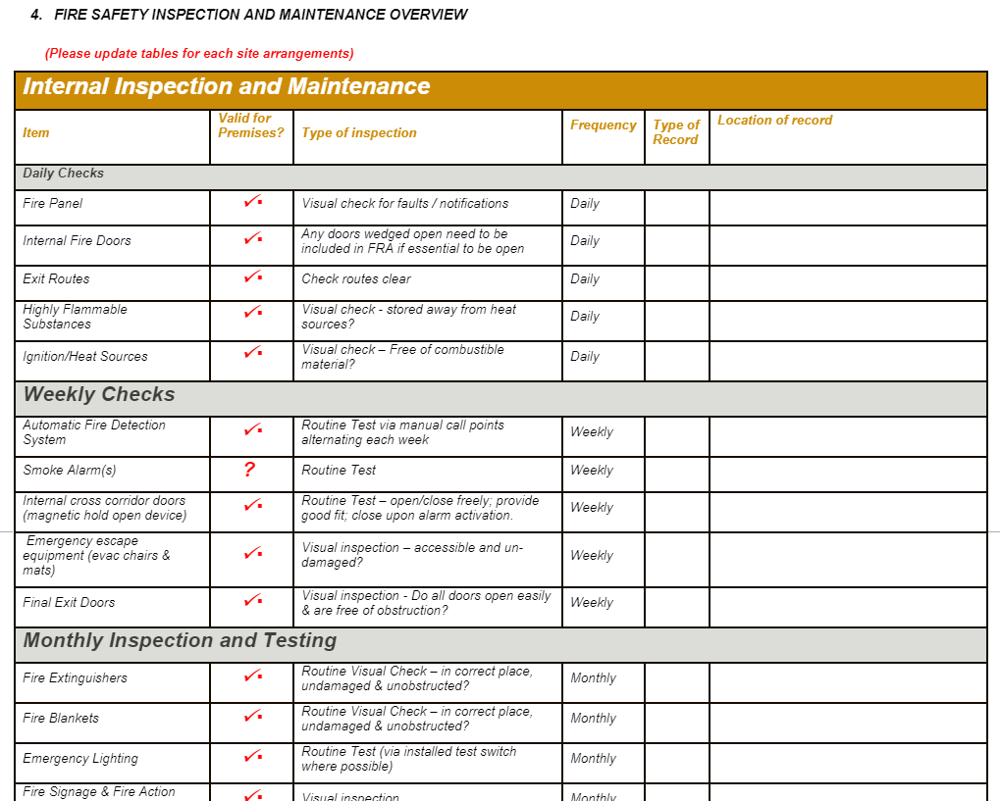 4. FIRE SAFETY INSPECTION AND MAINTENANCE OVERVIEW
(Please update tables for each site arrangements)
Internal Inspection and Maintenance
Item
Valid for
Premises?
Type of inspection
Frequency
Type of
Record
Location of record
Daily Checks
Fire Panel
✓▪
Visual check for faults / notifications
Daily
Internal Fire Doors
✓▪
Any doors wedged open need to be
included in FRA if essential to be open
Daily
Exit Routes
✓▪
Check routes clear
Daily
Highly Flammable
Substances
✓▪
Visual check - stored away from heat
sources?
Daily
Ignition/Heat Sources
✓▪
Visual check – Free of combustible
material?
Daily
Weekly Checks
Automatic Fire Detection
System
✓▪
Routine Test via manual call points
alternating each week
Weekly
Smoke Alarm(s)
?
Routine Test
Weekly
Internal cross corridor doors
(magnetic hold open device)
✓▪
Routine Test – open/close freely; provide
good fit; close upon alarm activation.
Weekly
Emergency escape
equipment (evac chairs &
mats)
✓▪
Visual inspection – accessible and un-
damaged?
Weekly
Final Exit Doors
✓▪
Visual inspection - Do all doors open easily
& are free of obstruction?
Weekly
Monthly Inspection and Testing
Fire Extinguishers
✓▪
Routine Visual Check – in correct place,
undamaged & unobstructed?
Monthly
Fire Blankets
✓▪
Routine Visual Check – in correct place,
undamaged & unobstructed?
Monthly
Emergency Lighting
✓▪
Routine Test (via installed test switch
where possible)
Monthly
Fire Signage & Fire Action
✓▪
Visual inspection
Monthly